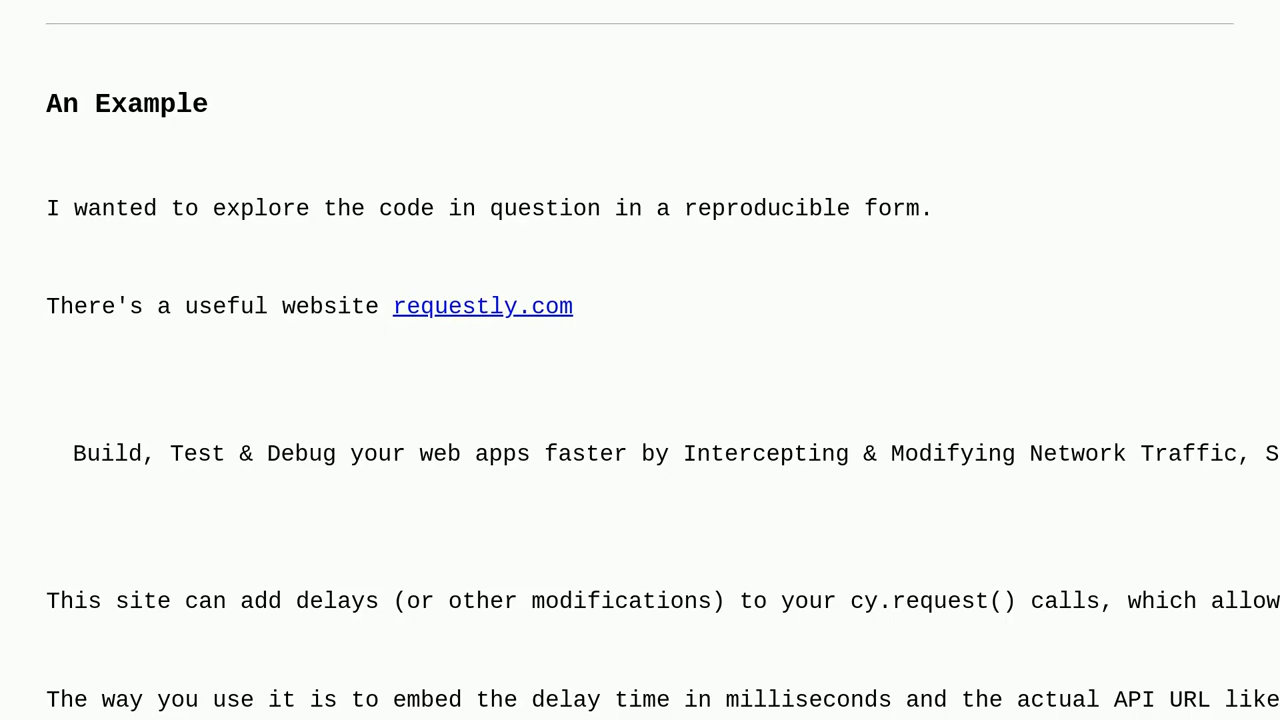 An Example
I wanted to explore the code in question in a reproducible form.
There's a useful website requestly.com
Build, Test & Debug your web apps faster by Intercepting & Modifying Network Traffic, S
This site can add delays (or other modifications) to your cy.request() calls, which allow
The way you use it is to embed the delay time in milliseconds and the actual API URL like